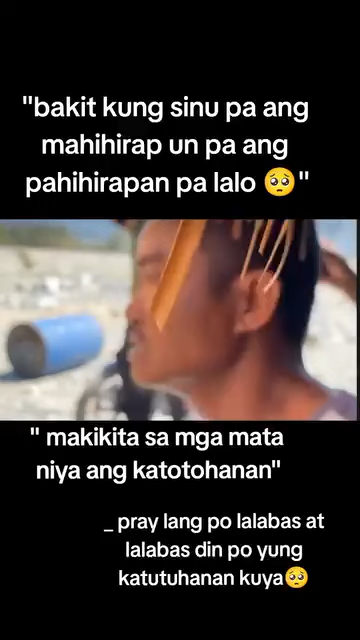 "bakit kung sinu pa ang
mahihirap un pa ang
pahihirapan pa lalo 🥺"
" makikita sa mga mata
niya ang katotohanan"
_ pray lang po lalabas at
lalabas din po yung
katutuhanan kuya🥺